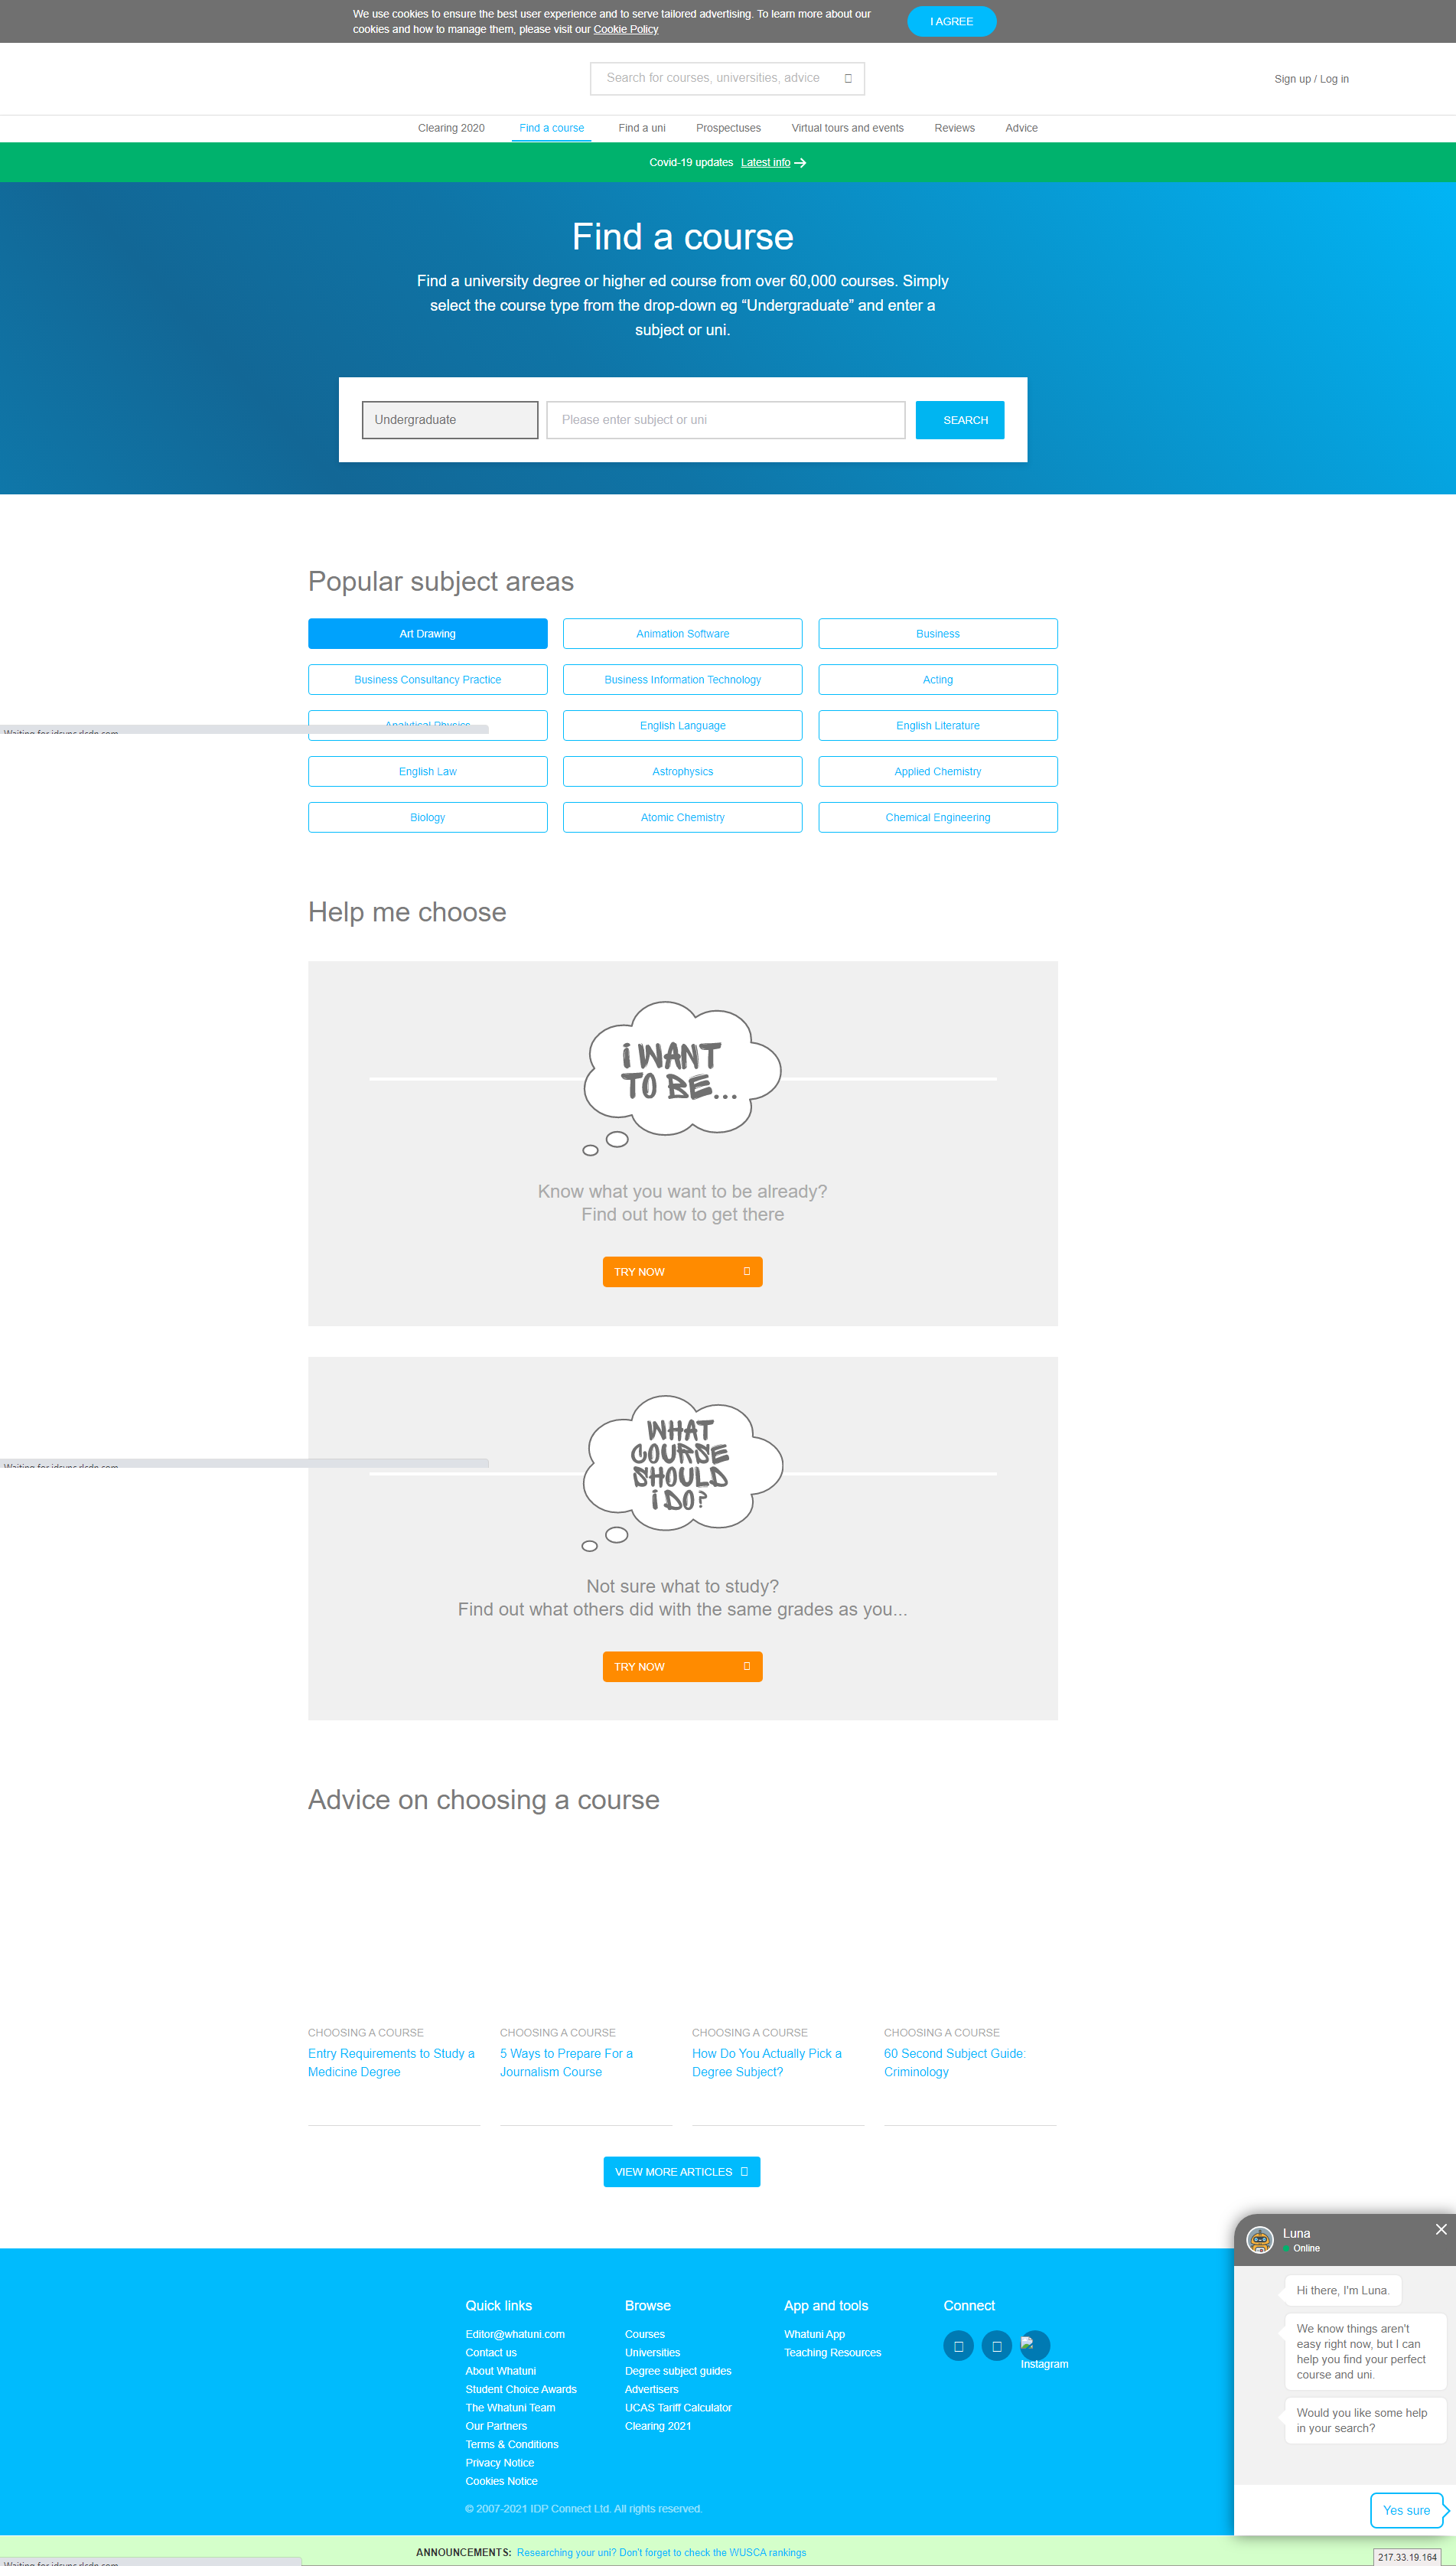 We use cookies to ensure the best user experience and to serve tailored advertising. To learn more about our
cookies and how to manage them, please visit our Cookie Policy
I AGREE
Search for courses, universities, advice
Sign up / Log in
Clearing 2020
Find a course
Find a uni
Prospectuses
Virtual tours and events
Reviews
Advice
Covid-19 updates Latest info
Find a course
Find a university degree or higher ed course from over 60,000 courses. Simply
select the course type from the drop-down eg “Undergraduate” and enter a
subject or uni.
Undergraduate
Please enter subject or uni
SEARCH
Popular subject areas
Art Drawing
Animation Software
Business
Business Consultancy Practice
Business Information Technology
Acting
Analytical Physics
English Language
English Literature
English Law
Astrophysics
Applied Chemistry
Biology
Atomic Chemistry
Chemical Engineering
Help me choose
I WANT
TO BE...
Know what you want to be already?
Find out how to get there
TRY NOW
WHAT
COURSE
SHOULD
I DO?
Not sure what to study?
Find out what others did with the same grades as you...
TRY NOW
Advice on choosing a course
CHOOSING A COURSE
Entry Requirements to Study a
Medicine Degree
CHOOSING A COURSE
5 Ways to Prepare For a
Journalism Course
CHOOSING A COURSE
How Do You Actually Pick a
Degree Subject?
CHOOSING A COURSE
60 Second Subject Guide:
Criminology
VIEW MORE ARTICLES
Quick links
Editor@whatuni.com
Contact us
About Whatuni
Student Choice Awards
The Whatuni Team
Our Partners
Terms & Conditions
Privacy Notice
Cookies Notice
Browse
Courses
Universities
Degree subject guides
Advertisers
UCAS Tariff Calculator
Clearing 2021
App and tools
Whatuni App
Teaching Resources
Connect
Instagram
© 2007-2021 IDP Connect Ltd. All rights reserved.
Luna
Online
Hi there, I'm Luna.
We know things aren't
easy right now, but I can
help you find your perfect
course and uni.
Would you like some help
in your search?
Yes sure
ANNOUNCEMENTS: Researching your uni? Don't forget to check the WUSCA rankings
217.33.19.164